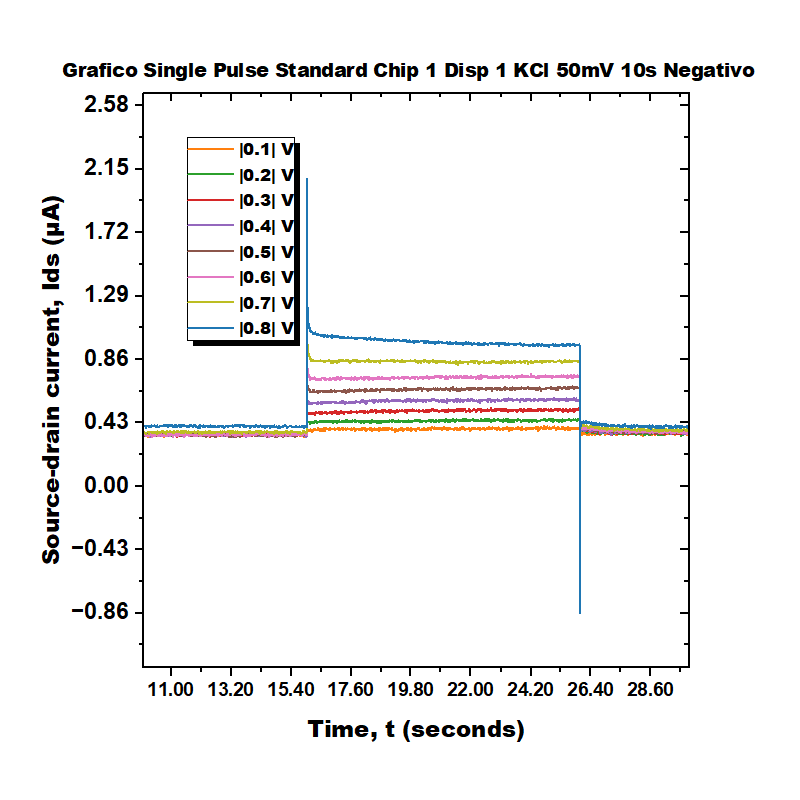 Grafico Single Pulse Standard Chip 1 Disp 1 KCl 50mV 10s Negativo
2.58
2.15
1.72
1.29
0.86
0.43
0.00
−0.43
−0.86
Source-drain current, Ids (µA)
|0.1| V
|0.2| V
|0.3| V
|0.4| V
|0.5| V
|0.6| V
|0.7| V
|0.8| V
11.00 13.20 15.40 17.60 19.80 22.00 24.20 26.40 28.60
Time, t (seconds)